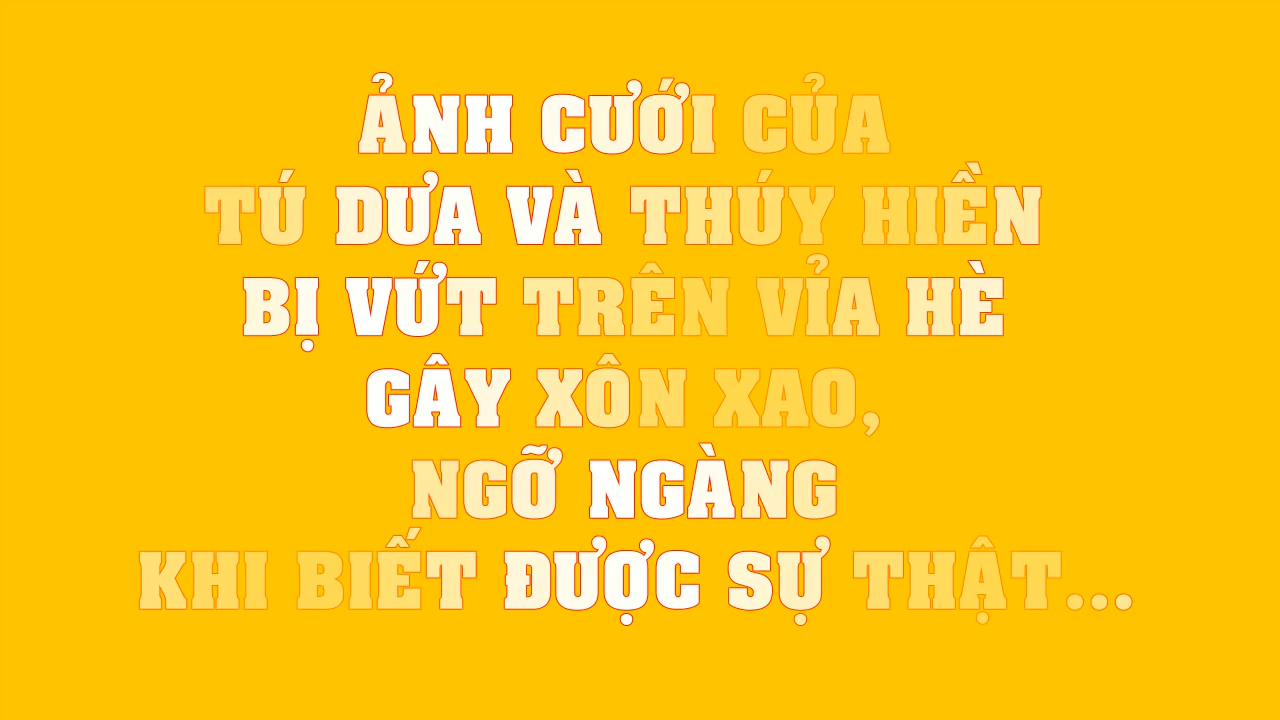 ẢNH CƯỚI CỦA
TÚ DƯA VÀ THÚY HIỀN
BỊ VỨT TRÊN VỈA HÈ
GÂY XÔN XAO,
NGỠ NGÀNG
KHI BIẾT ĐƯỢC SỰ THẬT...